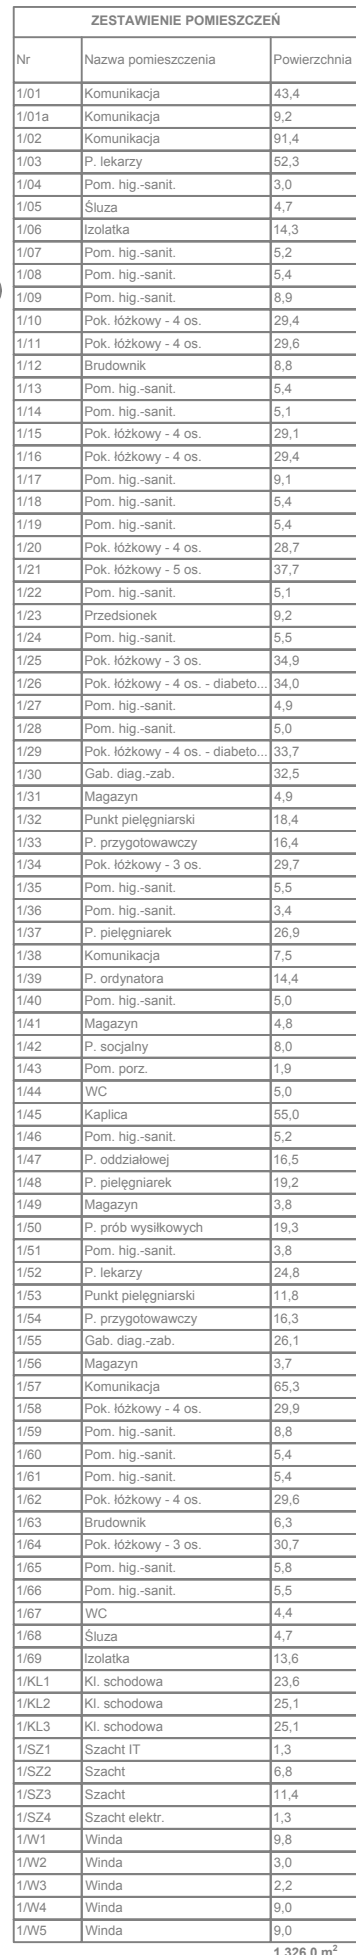 ZESTAWIENIE POMIESZCZEŃ
Nr Nazwa pomieszczenia Powierzchnia
1/01 Komunikacja 43,4
1/01a Komunikacja 9,2
1/02 Komunikacja 91,4
1/03 P. lekarzy 52,3
1/04 Pom. hig.-sanit. 3,0
1/05 Śluza 4,7
1/06 Izolatka 14,3
1/07 Pom. hig.-sanit. 5,2
1/08 Pom. hig.-sanit. 5,4
1/09 Pom. hig.-sanit. 8,9
1/10 Pok. łóżkowy - 4 os. 29,4
1/11 Pok. łóżkowy - 4 os. 29,6
1/12 Brudownik 8,8
1/13 Pom. hig.-sanit. 5,4
1/14 Pom. hig.-sanit. 5,1
1/15 Pok. łóżkowy - 4 os. 29,1
1/16 Pok. łóżkowy - 4 os. 29,4
1/17 Pom. hig.-sanit. 9,1
1/18 Pom. hig.-sanit. 5,4
1/19 Pom. hig.-sanit. 5,4
1/20 Pok. łóżkowy - 4 os. 28,7
1/21 Pok. łóżkowy - 5 os. 37,7
1/22 Pom. hig.-sanit. 5,1
1/23 Przedsionek 9,2
1/24 Pom. hig.-sanit. 5,5
1/25 Pok. łóżkowy - 3 os. 34,9
1/26 Pok. łóżkowy - 4 os. - diabeto... 34,0
1/27 Pom. hig.-sanit. 4,9
1/28 Pom. hig.-sanit. 5,0
1/29 Pok. łóżkowy - 4 os. - diabeto... 33,7
1/30 Gab. diag.-zab. 32,5
1/31 Magazyn 4,9
1/32 Punkt pielęgniarski 18,4
1/33 P. przygotowawczy 16,4
1/34 Pok. łóżkowy - 3 os. 29,7
1/35 Pom. hig.-sanit. 5,5
1/36 Pom. hig.-sanit. 3,4
1/37 P. pielęgniarek 26,9
1/38 Komunikacja 7,5
1/39 P. ordynatora 14,4
1/40 Pom. hig.-sanit. 5,0
1/41 Magazyn 4,8
1/42 P. socjalny 8,0
1/43 Pom. porz. 1,9
1/44 WC 5,0
1/45 Kaplica 55,0
1/46 Pom. hig.-sanit. 5,2
1/47 P. oddziałowej 16,5
1/48 P. pielęgniarek 19,2
1/49 Magazyn 3,8
1/50 P. prób wysiłkowych 19,3
1/51 Pom. hig.-sanit. 3,8
1/52 P. lekarzy 24,8
1/53 Punkt pielęgniarski 11,8
1/54 P. przygotowawczy 16,3
1/55 Gab. diag.-zab. 26,1
1/56 Magazyn 3,7
1/57 Komunikacja 65,3
1/58 Pok. łóżkowy - 4 os. 29,9
1/59 Pom. hig.-sanit. 8,8
1/60 Pom. hig.-sanit. 5,4
1/61 Pom. hig.-sanit. 5,4
1/62 Pok. łóżkowy - 4 os. 29,6
1/63 Brudownik 6,3
1/64 Pok. łóżkowy - 3 os. 30,7
1/65 Pom. hig.-sanit. 5,8
1/66 Pom. hig.-sanit. 5,5
1/67 WC 4,4
1/68 Śluza 4,7
1/69 Izolatka 13,6
1/KL1 Kl. schodowa 23,6
1/KL2 Kl. schodowa 25,1
1/KL3 Kl. schodowa 25,1
1/SZ1 Szacht IT 1,3
1/SZ2 Szacht 6,8
1/SZ3 Szacht 11,4
1/SZ4 Szacht elektr. 1,3
1/W1 Winda 9,8
1/W2 Winda 3,0
1/W3 Winda 2,2
1/W4 Winda 9,0
1/W5 Winda 9,0
1 326,0 m²